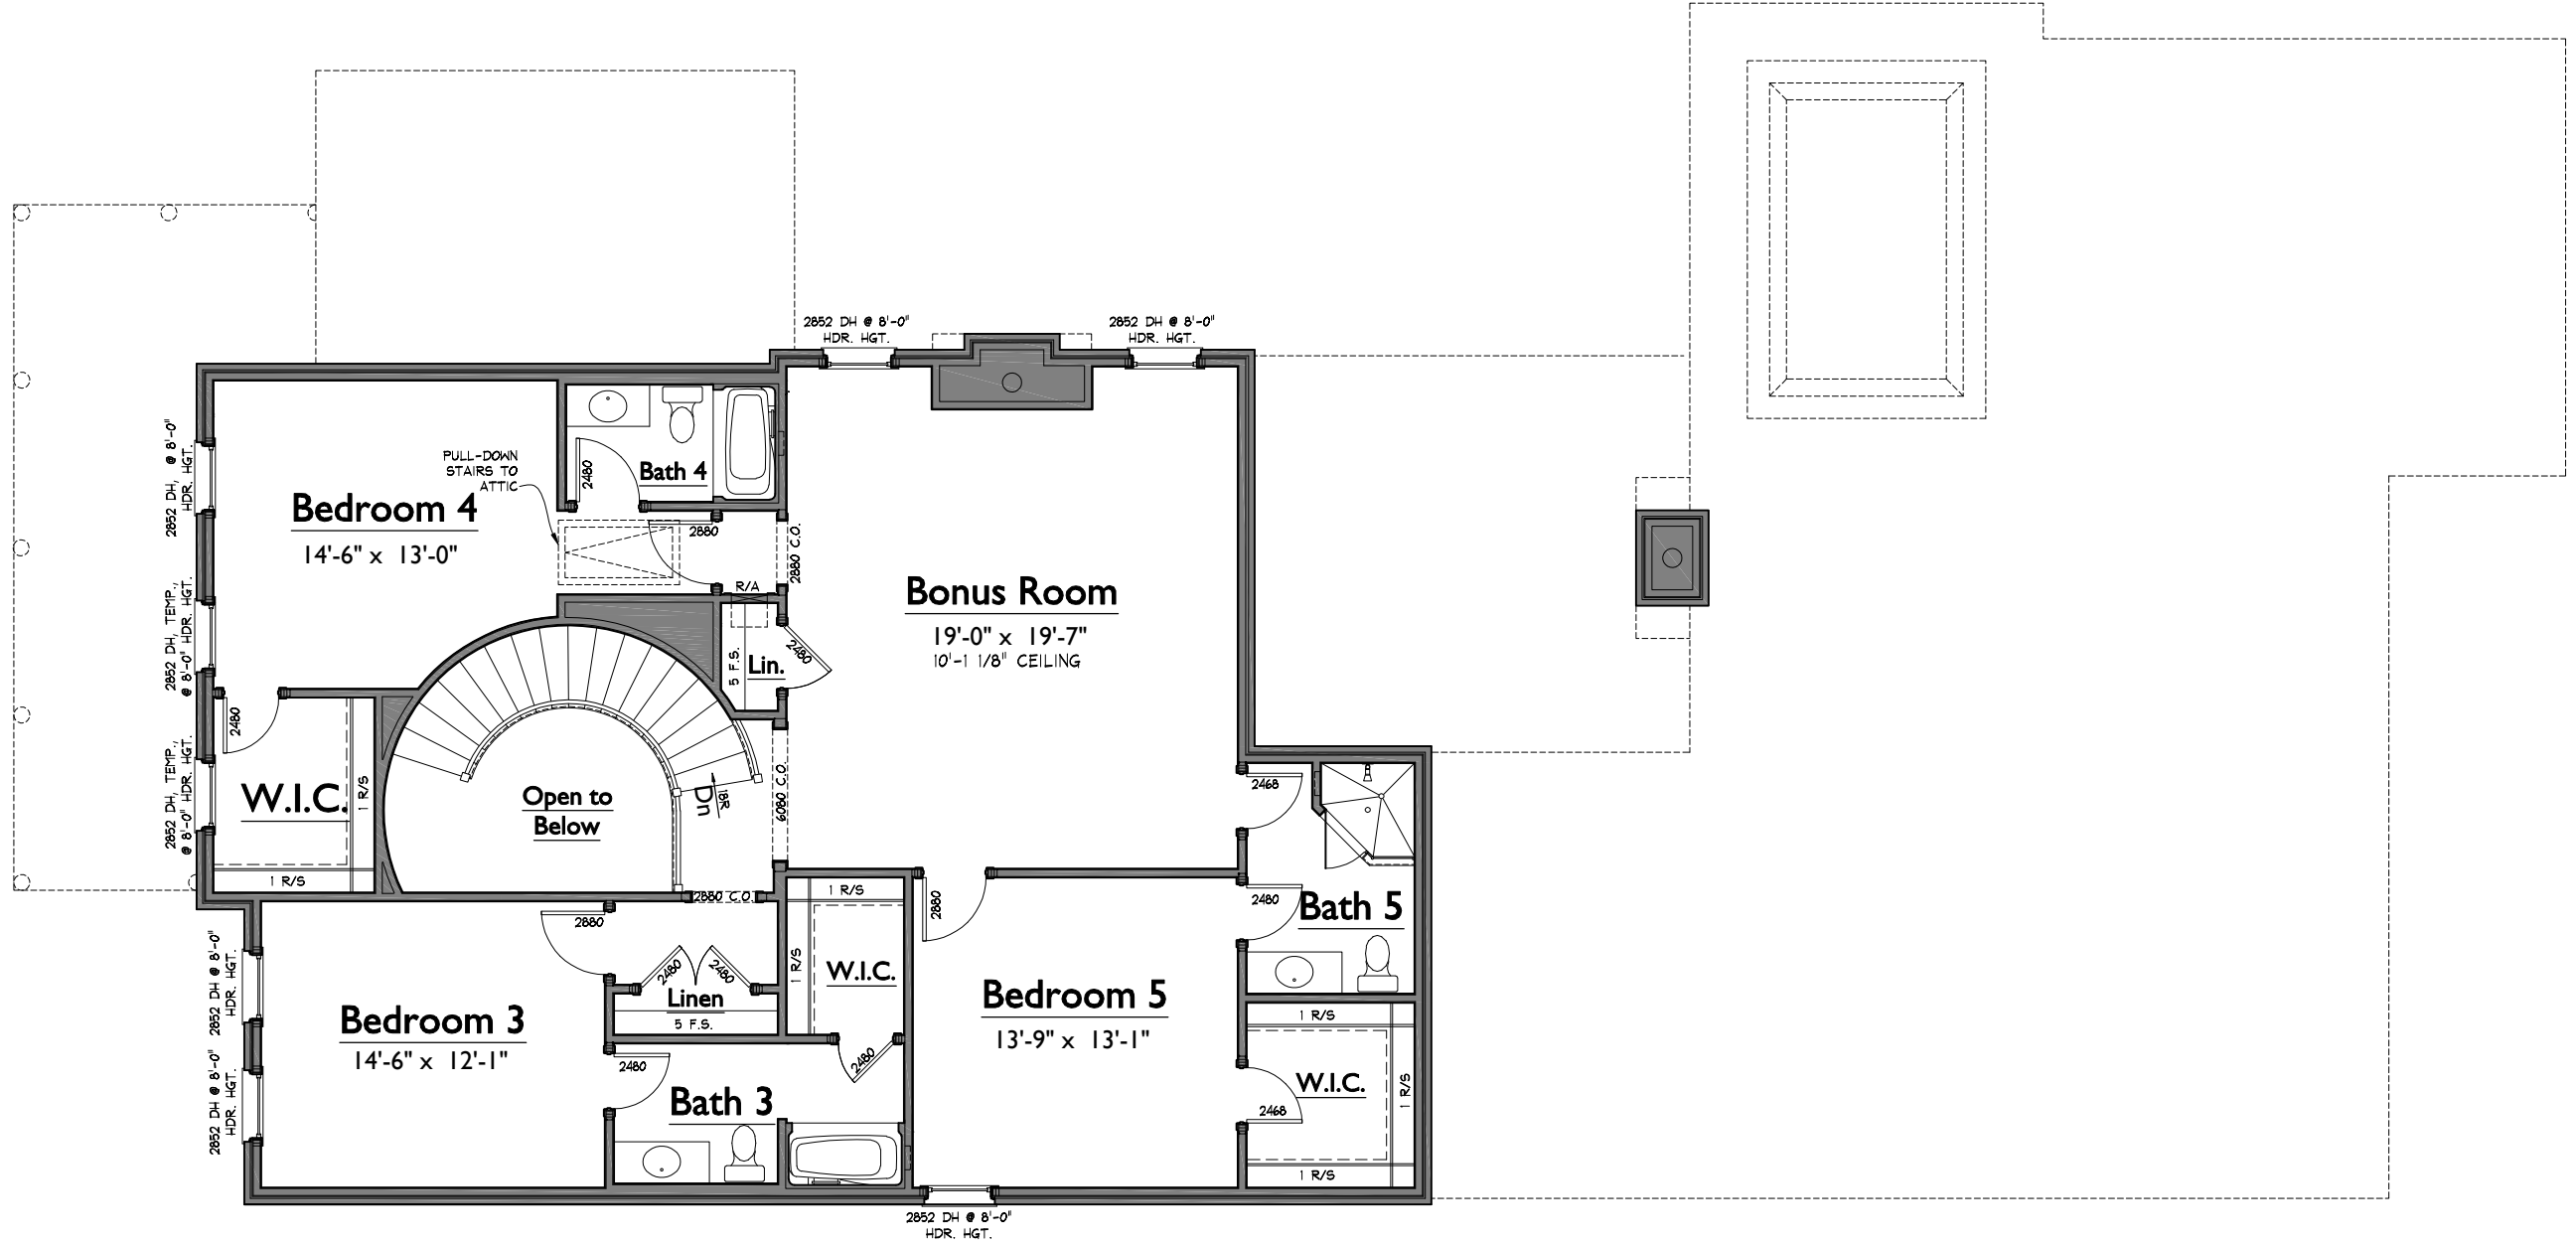 2852 DH @ 8'-0"
HDR. HGT.
2852 DH @ 8'-0"
HDR. HGT.
2852 DH, @ 8'-0"
HDR. HGT.
PULL-DOWN
STAIRS TO
ATTIC
2480
Bath 4
Bedroom 4
14'-6" x 13'-0"
2880
2880 C.O.
R/A
Bonus Room
19'-0" x 19'-7"
10'-1 1/8" CEILING
2852 DH, TEMP.,
@ 8'-0" HDR. HGT.
5 F.S.
Lin.
2480
2480
2852 DH, TEMP.,
@ 8'-0" HDR. HGT.
W.I.C.
1 R/S
1 R/S
Open to
Below
Dn
18R
6080 C.O.
2468
2880 C.O.
1 R/S
2880
2880
2480
Bath 5
2852 DH @ 8'-0"
HDR. HGT.
2480
2480
Linen
5 F.S.
1 R/S
W.I.C.
Bedroom 3
14'-6" x 12'-1"
Bedroom 5
13'-9" x 13'-1"
1 R/S
2852 DH @ 8'-0"
HDR. HGT.
2480
2480
Bath 3
W.I.C.
1 R/S
2468
1 R/S
2852 DH @ 8'-0"
HDR. HGT.